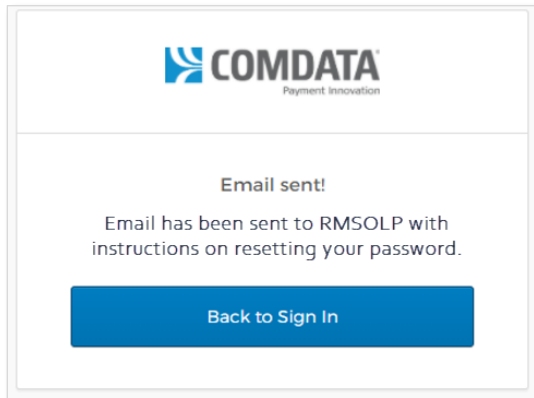 COMDATA
Payment Innovation
Email sent!
Email has been sent to RMSOLP with
instructions on resetting your password.
Back to Sign In